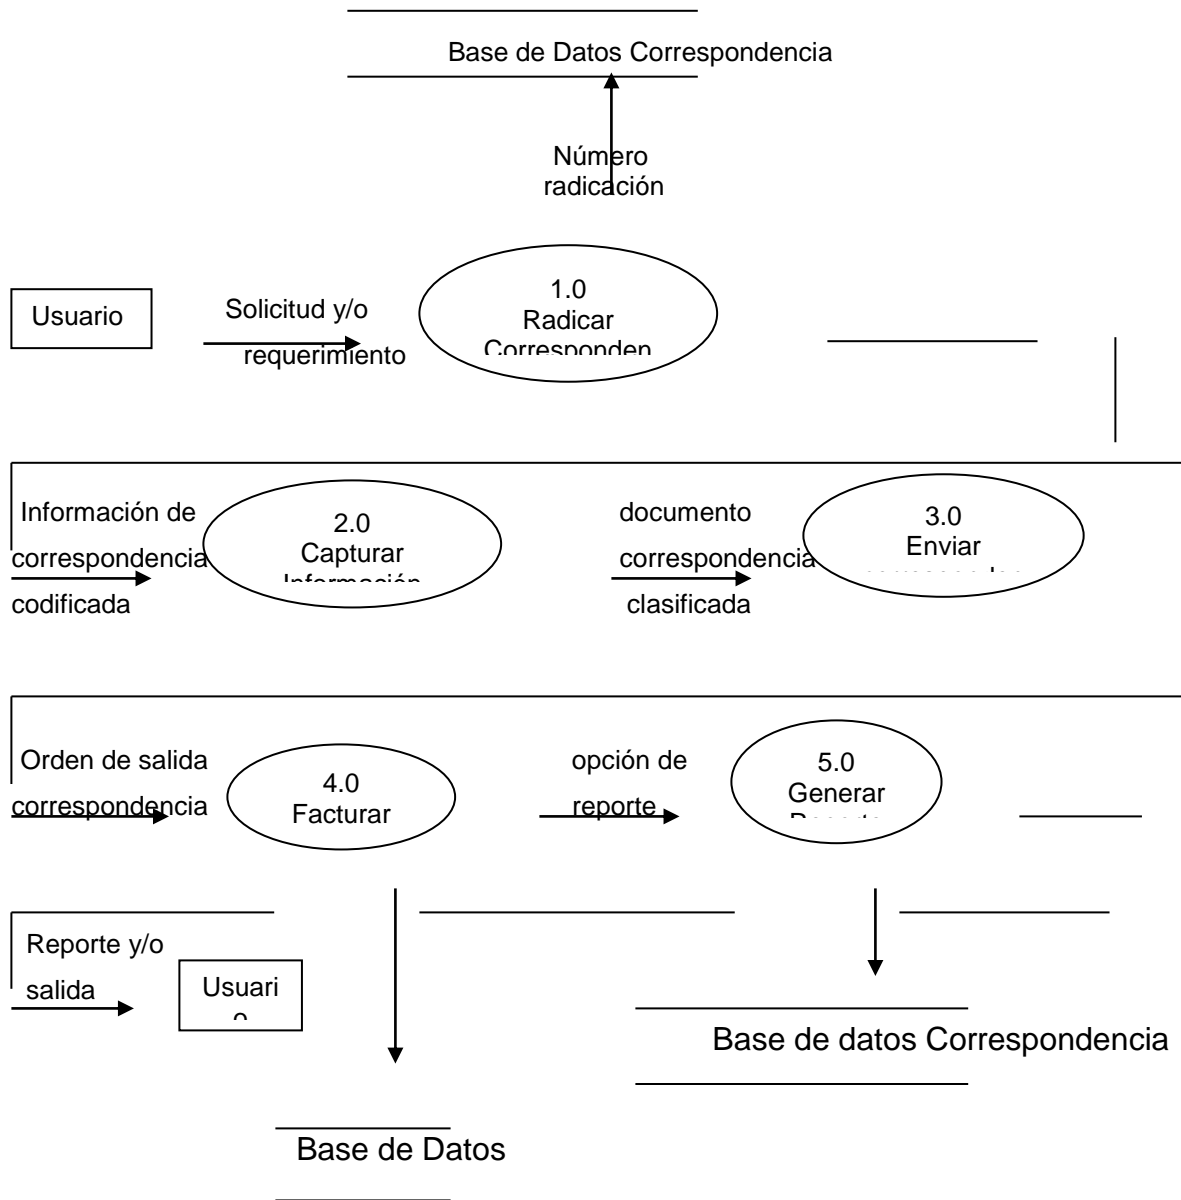 Base de Datos Correspondencia
Número
radicación
1.0
Radicar
Corresponden
Usuario
Solicitud y/o
requerimiento
Información de
correspondencia
codificada
2.0
Capturar
Información
documento
correspondencia
clasificada
3.0
Enviar
Orden de salida
correspondencia
4.0
Facturar
opción de
reporte
5.0
Generar
Reporte y/o
salida
Usuari
o
Base de datos Correspondencia
Base de Datos